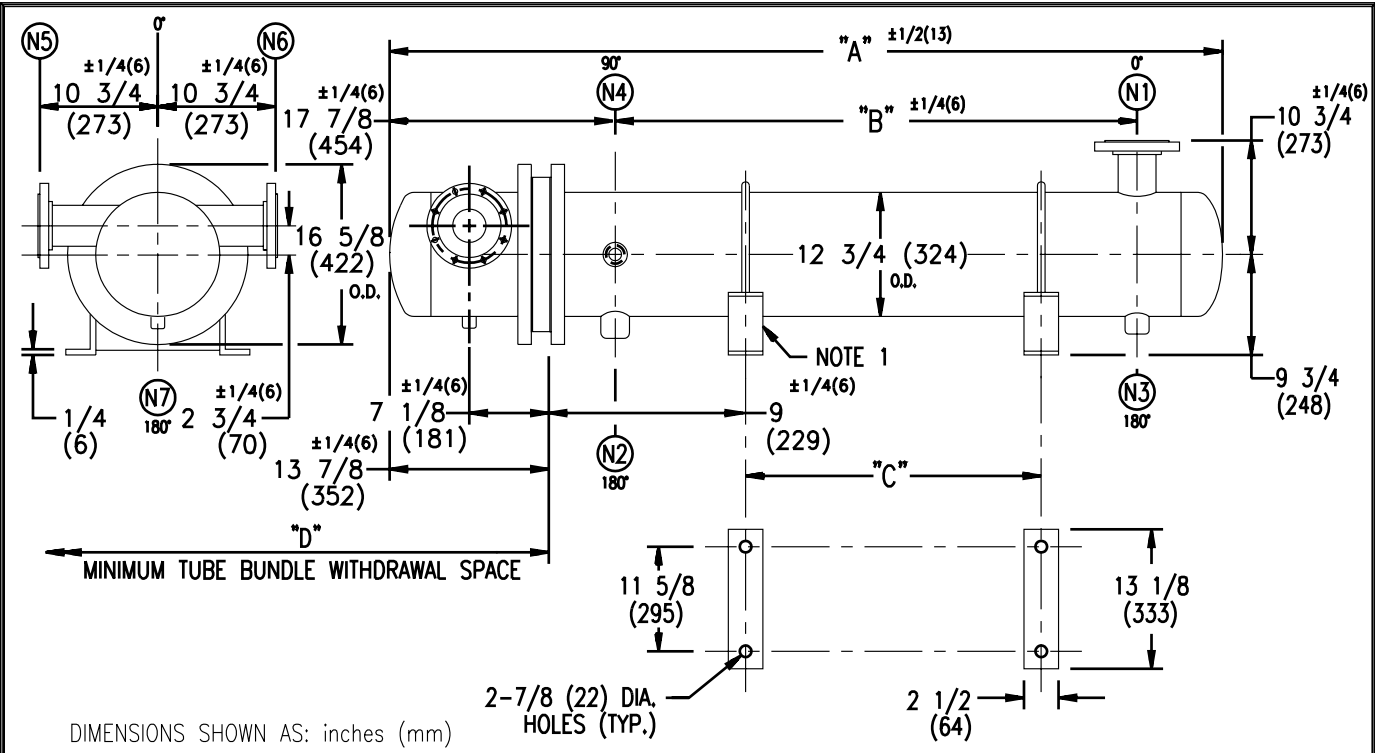 N5
0°
N6
±1/4(6)
±1/4(6)
10 3/4
(273)
10 3/4
(273)
±1/4(6)
17 7/8
(454)
"A" ±1/2(13)
90°
N4
"B" ±1/4(6)
0°
N1
±1/4(6)
10 3/4
(273)
16 5/8
(422)
O.D.
12 3/4 (324)
O.D.
NOTE 1
1/4
(6)
N7
180°
±1/4(6)
2 3/4
(70)
±1/4(6)
7 1/8
(181)
±1/4(6)
9
(229)
N3
180°
9 3/4
(248)
±1/4(6)
13 7/8
(352)
N2
180°
"C"
"D"
MINIMUM TUBE BUNDLE WITHDRAWAL SPACE
11 5/8
(295)
13 1/8
(333)
2-7/8 (22) DIA.
HOLES (TYP.)
2 1/2
(64)
DIMENSIONS SHOWN AS: inches (mm)